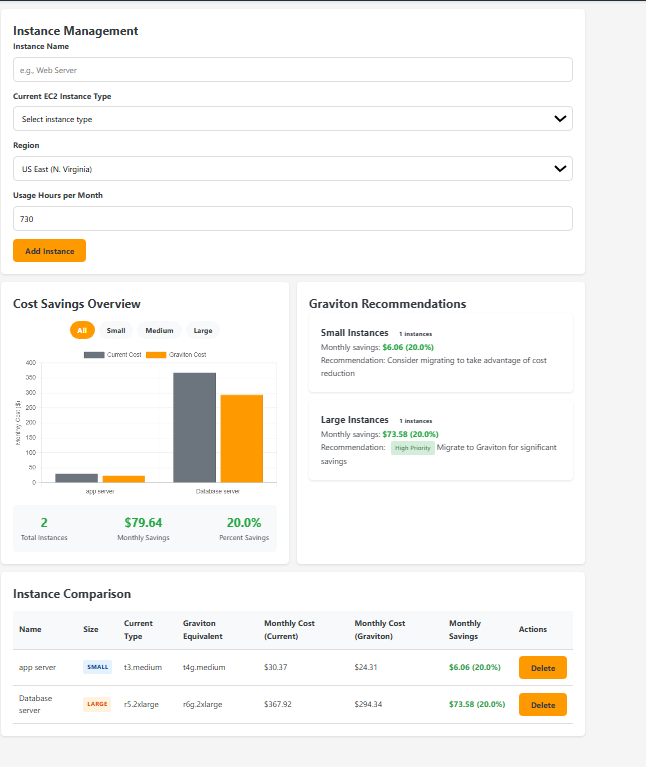 Instance Management
Instance Name
e.g., Web Server
Current EC2 Instance Type
Select instance type
Region
US East (N. Virginia)
Usage Hours per Month
730
Add Instance
Cost Savings Overview
All Small Medium Large
Current Cost Graviton Cost
Monthly Cost ($)
400
350
300
250
200
150
100
50
0
app server Database server
2 $79.64 20.0%
Total Instances Monthly Savings Percent Savings
Graviton Recommendations
Small Instances 1 instances
Monthly savings: $6.06 (20.0%)
Recommendation: Consider migrating to take advantage of cost
reduction
Large Instances 1 instances
Monthly savings: $73.58 (20.0%)
Recommendation: High Priority Migrate to Graviton for significant
savings
Instance Comparison
Name Size Current Graviton Monthly Cost Monthly Cost Monthly Actions
Type Equivalent (Current) (Graviton) Savings
app server SMALL t3.medium t4g.medium $30.37 $24.31 $6.06 (20.0%) Delete
Database
server LARGE r5.2xlarge r6g.2xlarge $367.92 $294.34 $73.58 (20.0%) Delete